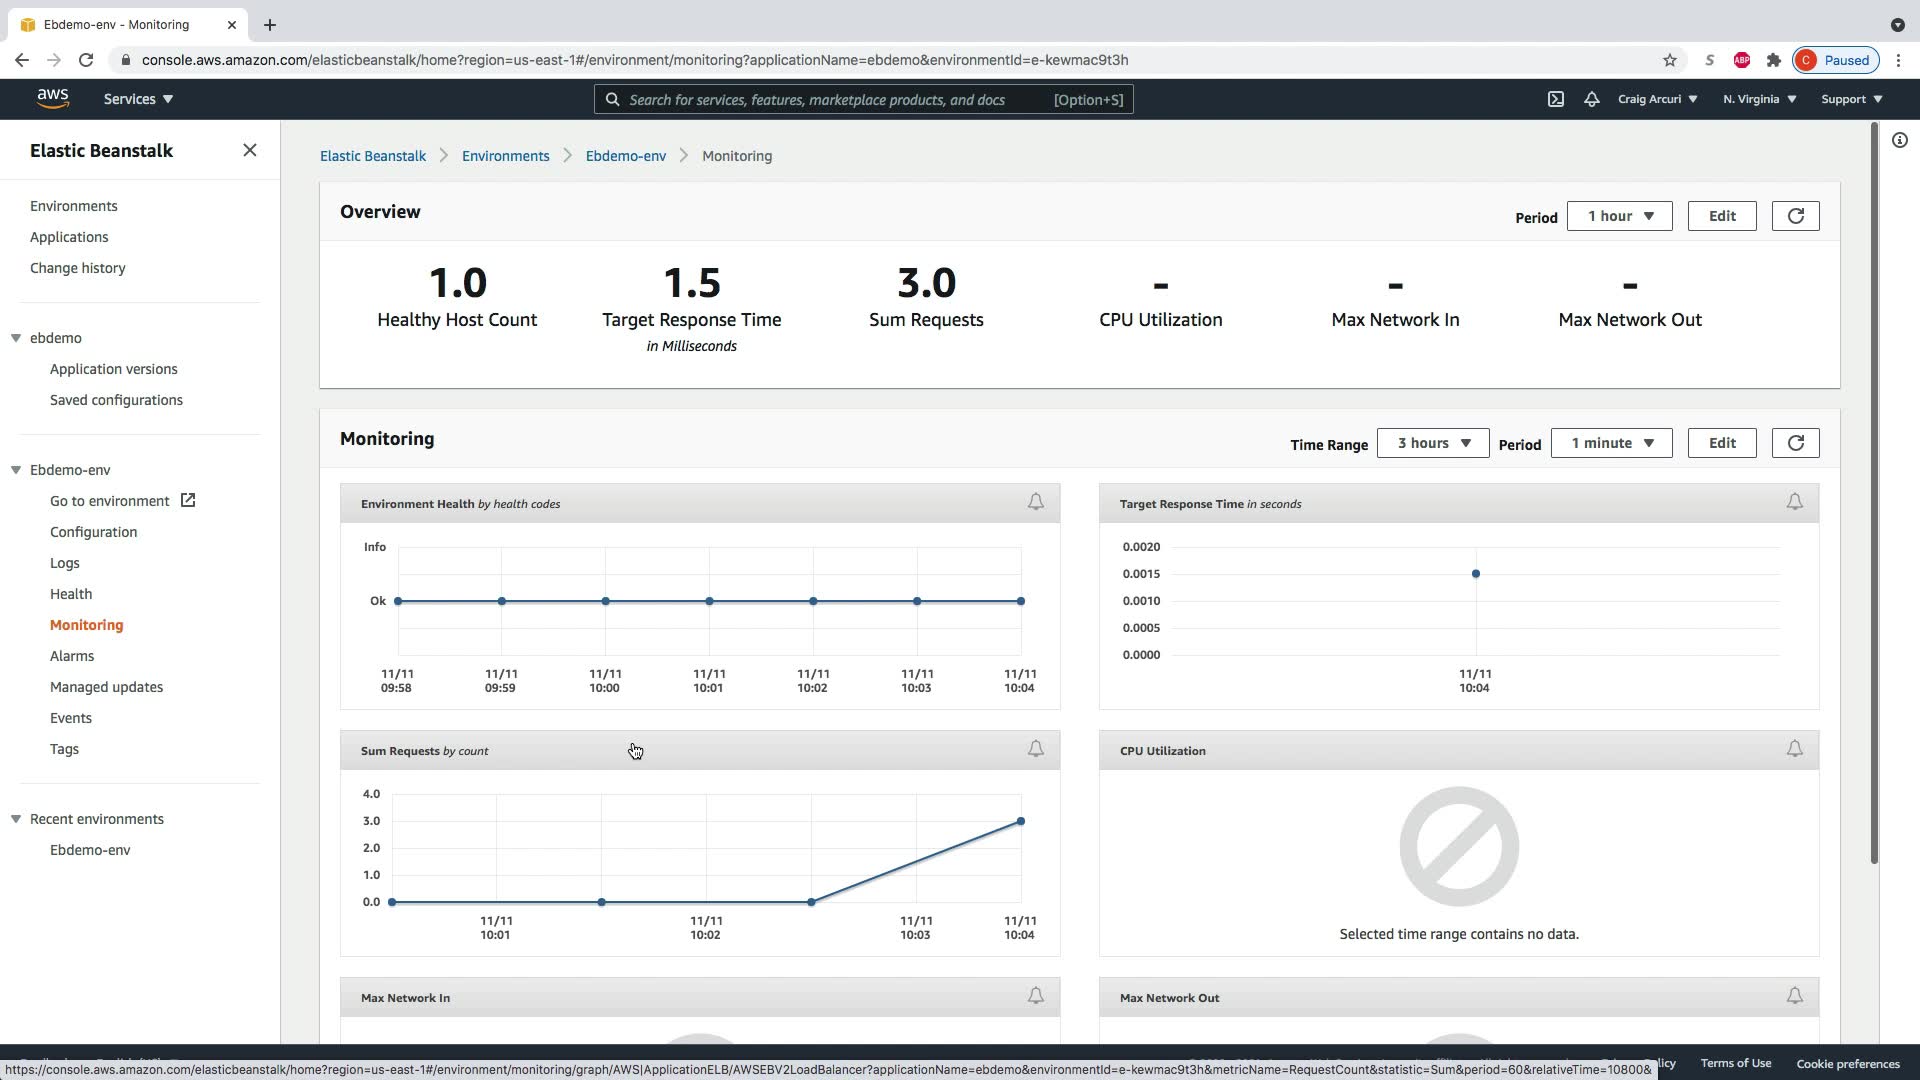 Ebdemo-env - Monitoring
console.aws.amazon.com/elasticbeanstalk/home?region=us-east-1#/environment/monitoring?applicationName=ebdemo&environmentId=e-kewmac9t3h
S
ABP
C Paused
aws
Services
Search for services, features, marketplace products, and docs [Option+S]
Craig Arcuri
N. Virginia
Support
Elastic Beanstalk
Environments
Applications
Change history
ebdemo
Application versions
Saved configurations
Ebdemo-env
Go to environment
Configuration
Logs
Health
Monitoring
Alarms
Managed updates
Events
Tags
Recent environments
Ebdemo-env
Elastic Beanstalk Environments Ebdemo-env Monitoring
Overview
Period 1 hour Edit
1.0
Healthy Host Count
1.5
Target Response Time
in Milliseconds
3.0
Sum Requests
-
CPU Utilization
-
Max Network In
-
Max Network Out
Monitoring
Time Range 3 hours Period 1 minute Edit
Environment Health by health codes
Info
Ok
11/11 11/11 11/11 11/11 11/11 11/11 11/11
09:58 09:59 10:00 10:01 10:02 10:03 10:04
Target Response Time in seconds
0.0020
0.0015
0.0010
0.0005
0.0000
11/11
10:04
Sum Requests by count
4.0
3.0
2.0
1.0
0.0
11/11 11/11 11/11 11/11
10:01 10:02 10:03 10:04
CPU Utilization
Selected time range contains no data.
Max Network In
Max Network Out
Terms of Use
Cookie preferences
https://console.aws.amazon.com/elasticbeanstalk/home?region=us-east-1#/environment/monitoring/graph/AWS|ApplicationELB/AWSEBV2LoadBalancer?applicationName=ebdemo&environmentId=e-kewmac9t3h&metricName=RequestCount&statistic=Sum&period=60&relativeTime=10800&